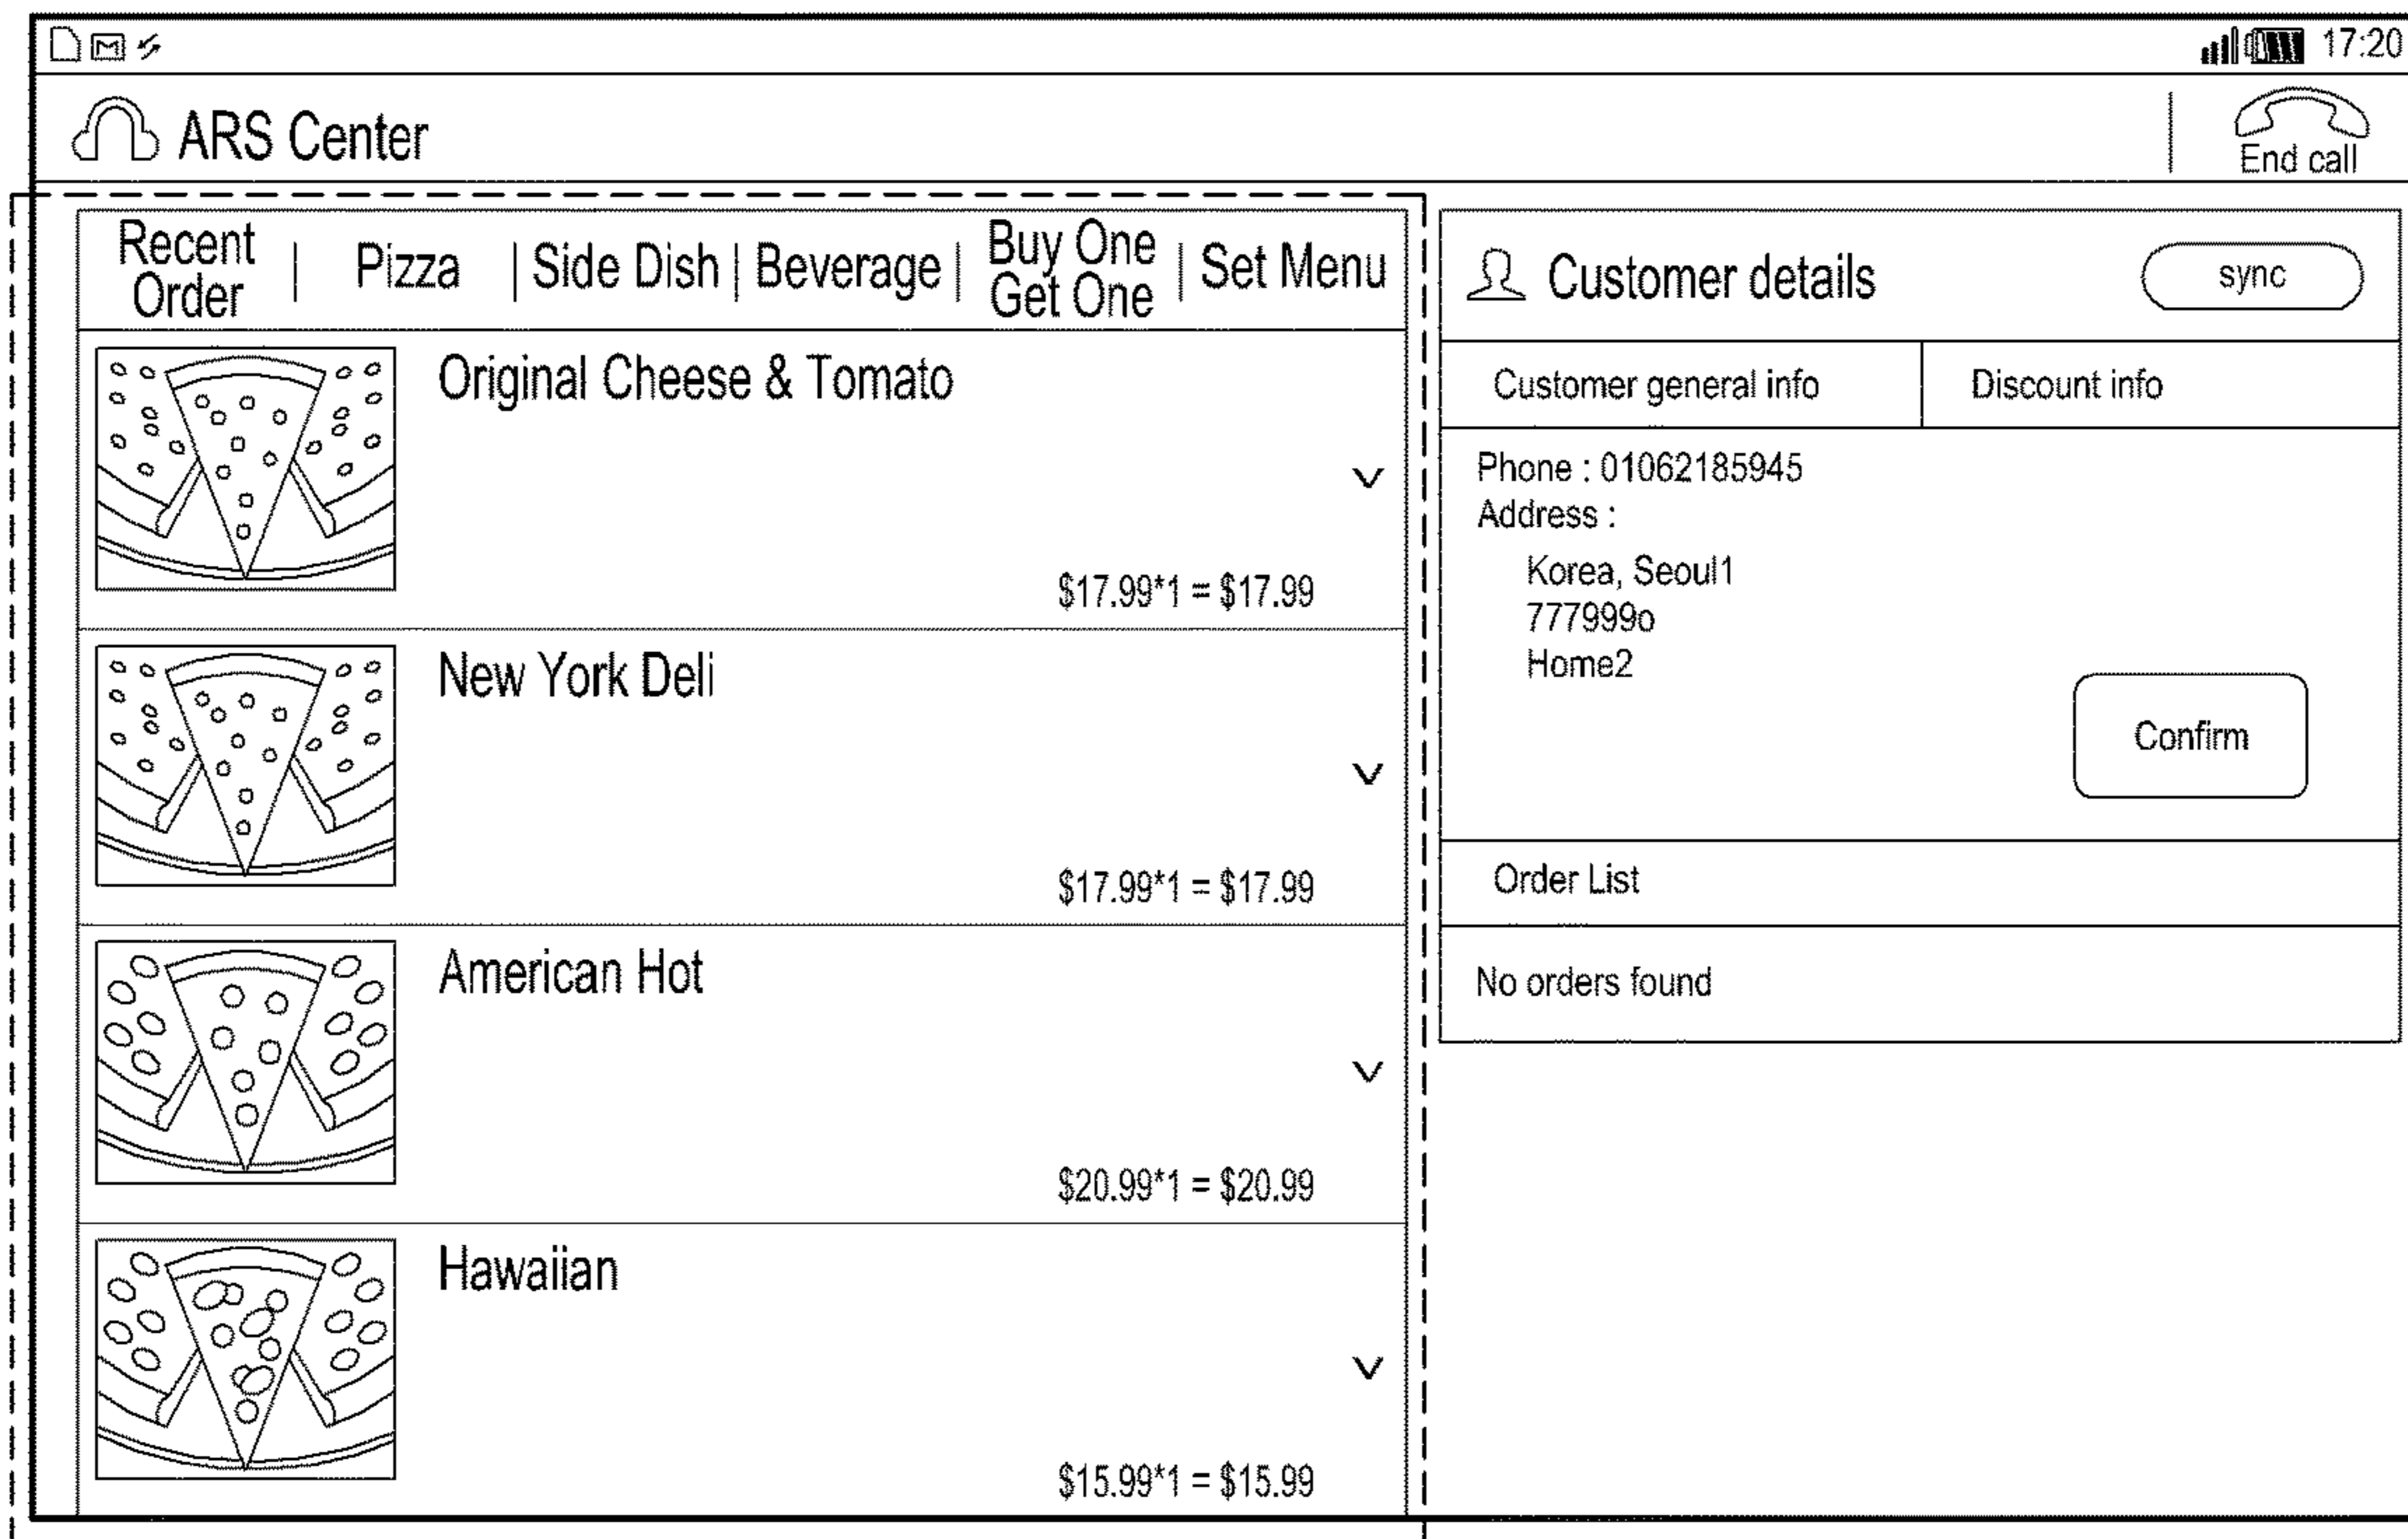 17:20
ARS Center
End call
Recent Order | Pizza | Side Dish | Beverage | Buy One Get One | Set Menu
Original Cheese & Tomato
$17.99*1 = $17.99
New York Deli
$17.99*1 = $17.99
American Hot
$20.99*1 = $20.99
Hawaiian
$15.99*1 = $15.99
Customer details
sync
Customer general info
Discount info
Phone : 01062185945
Address :
Korea, Seoul1
777999o
Home2
Confirm
Order List
No orders found